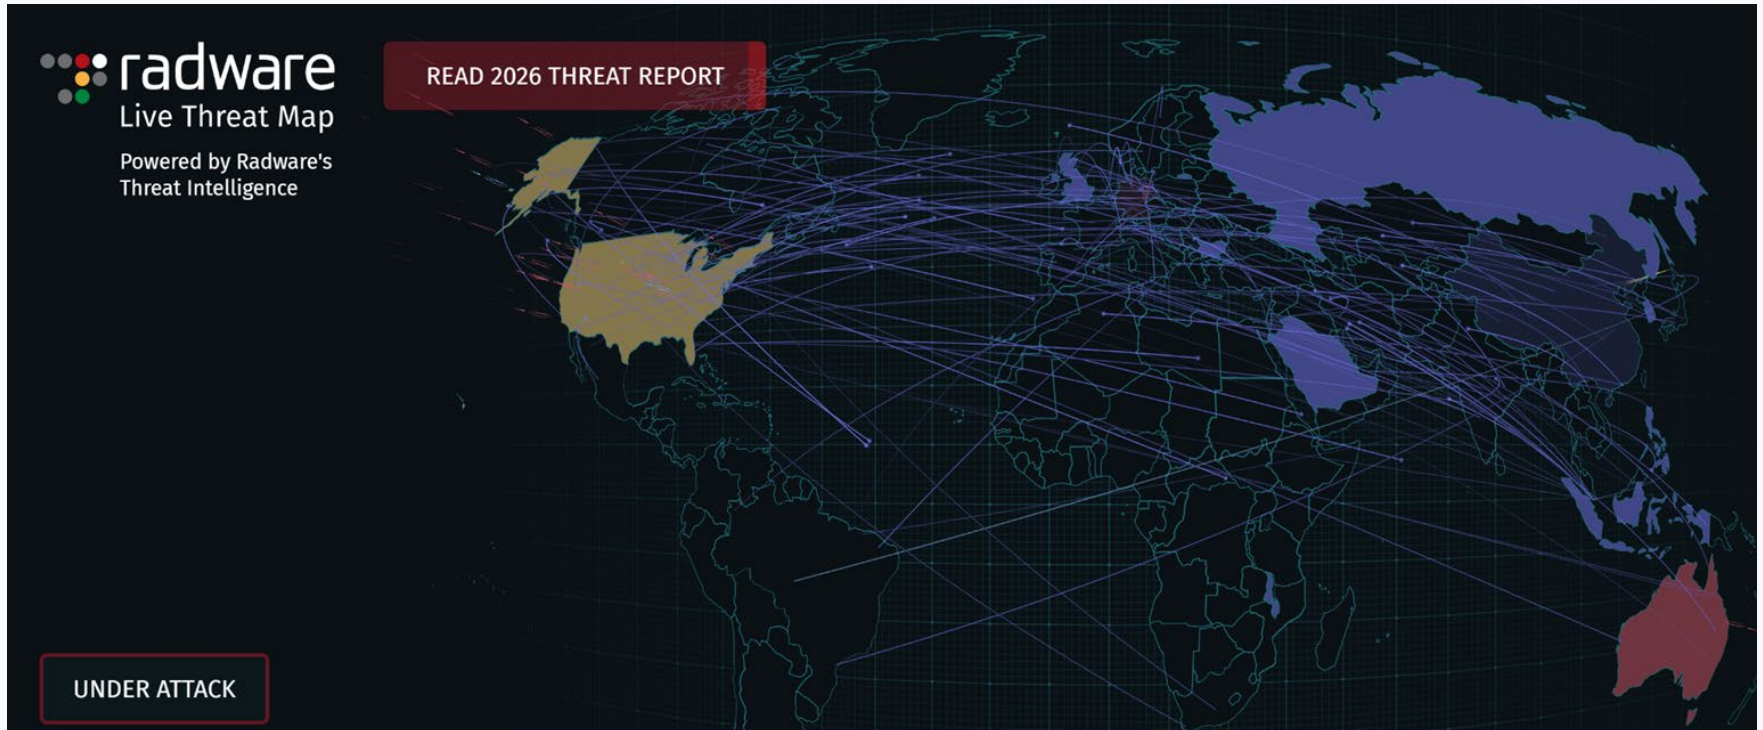 radware
Live Threat Map
Powered by Radware's
Threat Intelligence
READ 2026 THREAT REPORT
UNDER ATTACK